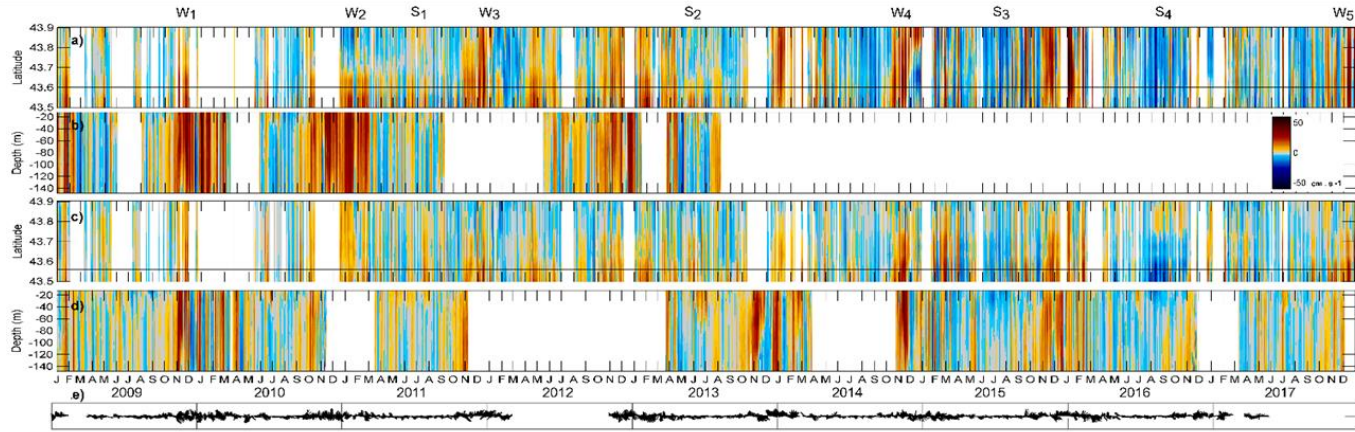 W1 W2 S1 W3 S2 W4 S3 S4 W5
43.9
a)
43.8
43.7
43.6
43.5
Latitude
b)
-20
-40
-60
-80
-100
-120
-140
Depth (m)
50
0
-50 cm . s-1
43.9
c)
43.8
43.7
43.6
43.5
Latitude
d)
-20
-40
-60
-80
-100
-120
-140
Depth (m)
J F M A M J J A S O N D J F M A M J J A S O N D J F M A M J J A S O N D J F M A M J J A S O N D J F M A M J J A S O N D J F M A M J J A S O N D J F M A M J J A S O N D J F M A M J J A S O N D J F M A M J J A S O N D
e) 2009 2010 2011 2012 2013 2014 2015 2016 2017